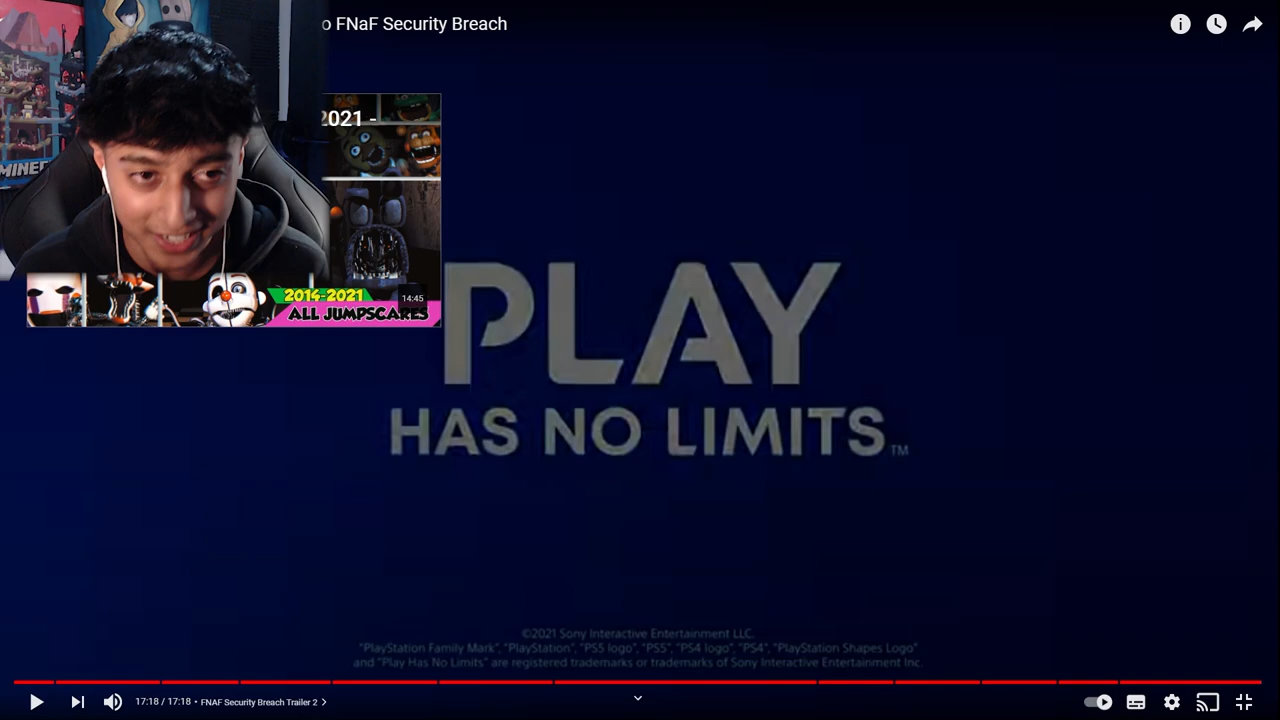 o FNaF Security Breach
2021 -
MINE
2014-2021
14:45
ALL JUMPSCARES
PLAY
HAS NO LIMITS™
©2021 Sony Interactive Entertainment LLC.
"PlayStation Family Mark", "PlayStation", "PS5 logo", "PS5", "PS4 logo", "PS4", "PlayStation Shapes Logo"
and "Play Has No Limits" are registered trademarks or trademarks of Sony Interactive Entertainment Inc.
17:18 / 17:18 • FNAF Security Breach Trailer 2 >